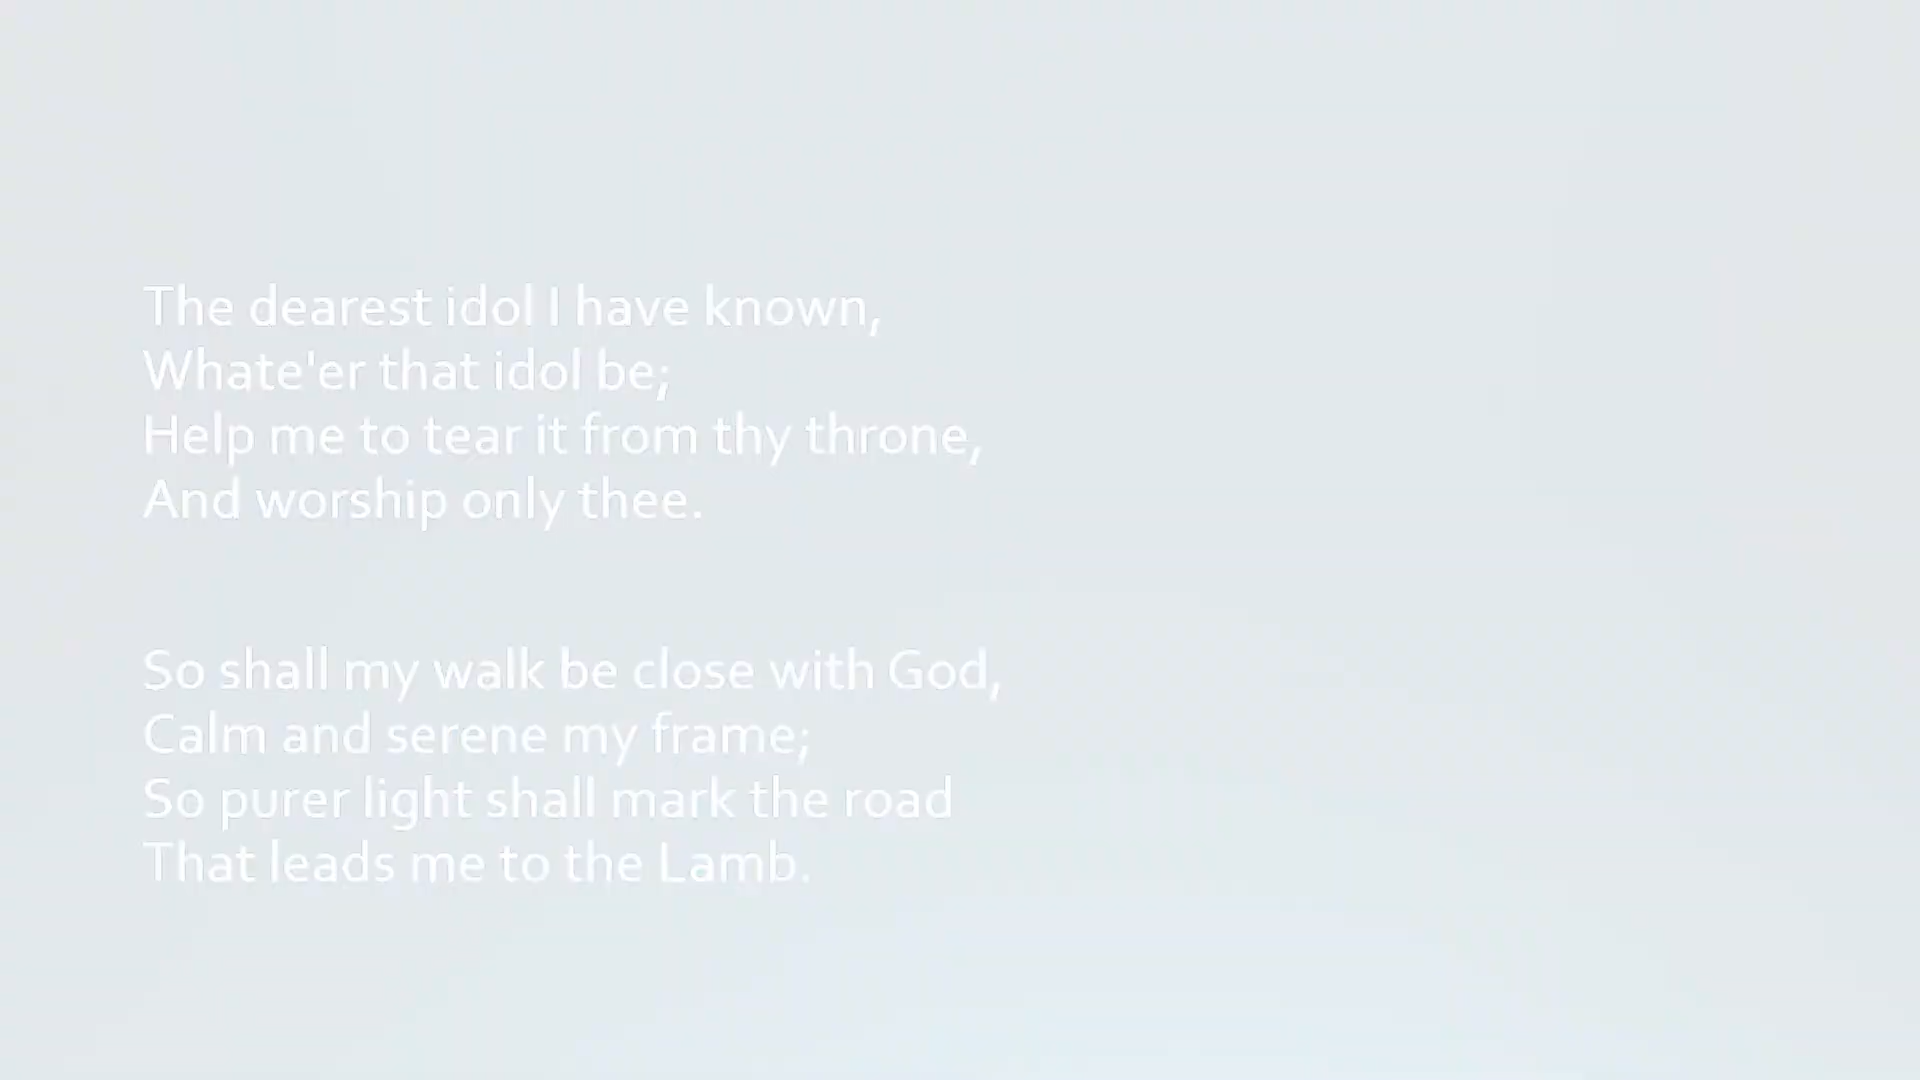 The dearest idol I have known,
Whate'er that idol be;
Help me to tear it from thy throne,
And worship only thee.
So shall my walk be close with God,
Calm and serene my frame;
So purer light shall mark the road
That leads me to the Lamb.